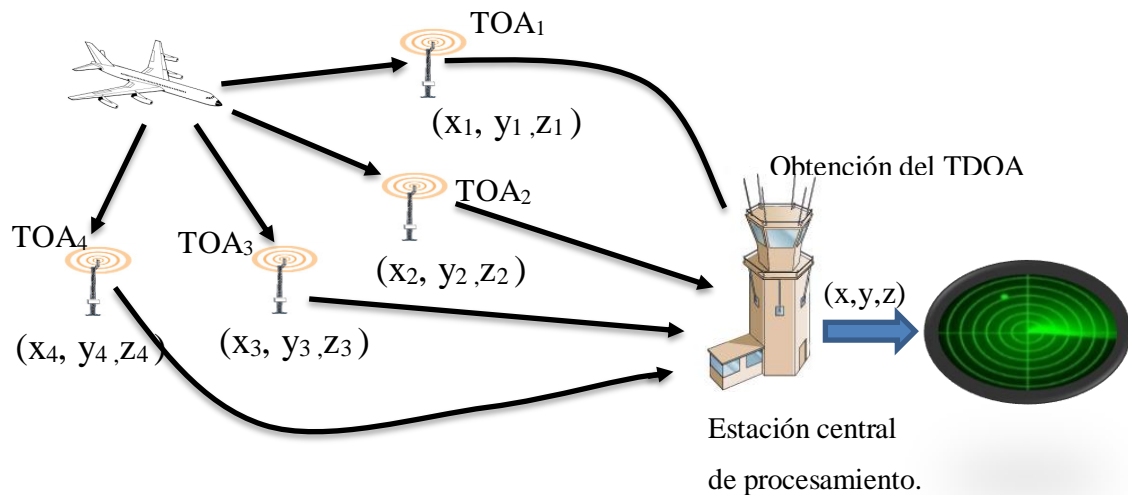 TOA₁
(x₁, y₁ ,z₁ )
Obtención del TDOA
TOA₂
(x₂, y₂ ,z₂ )
TOA₃
(x₃, y₃ ,z₃ )
TOA₄
(x₄, y₄ ,z₄ )
(x,y,z)
Estación central
de procesamiento.